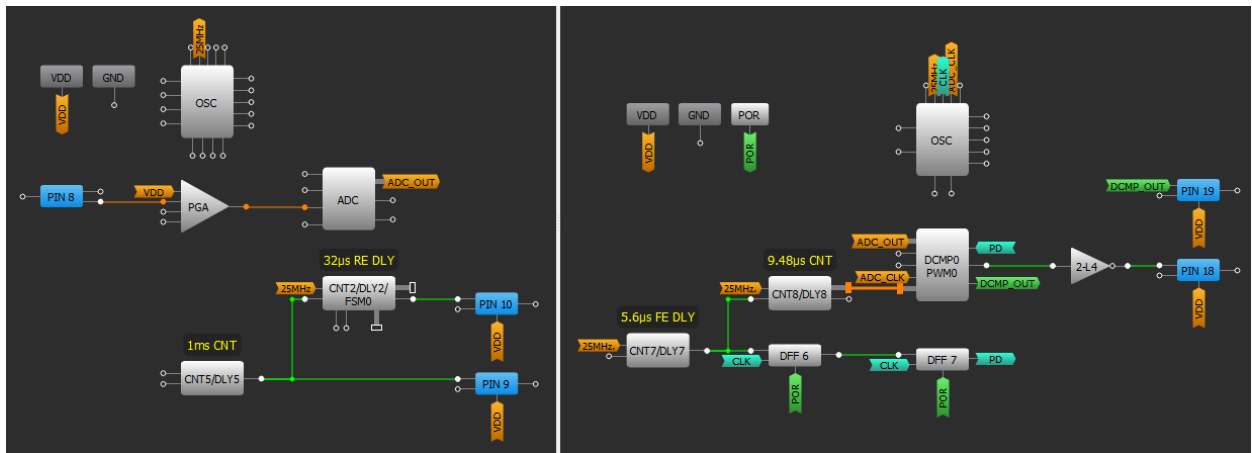 25MHz
VDD
GND
OSC
VDD
PIN 8
VDD
PGA
ADC
ADC_OUT
32µs RE DLY
25MHz
CNT2/DLY2/
FSM0
PIN 10
VDD
1ms CNT
CNT5/DLY5
PIN 9
VDD
25MHz
CLK
ADC_CLK
VDD
GND
POR
OSC
VDD
POR
DCMP_OUT
PIN 19
VDD
ADC_OUT
DCMP0
PWM0
PD
9.48µs CNT
ADC_CLK
2-L4
PIN 18
25MHz
CNT8/DLY8
DCMP_OUT
VDD
5.6µs FE DLY
25MHz.
CNT7/DLY7
CLK
DFF 6
CLK
DFF 7
PD
POR
POR